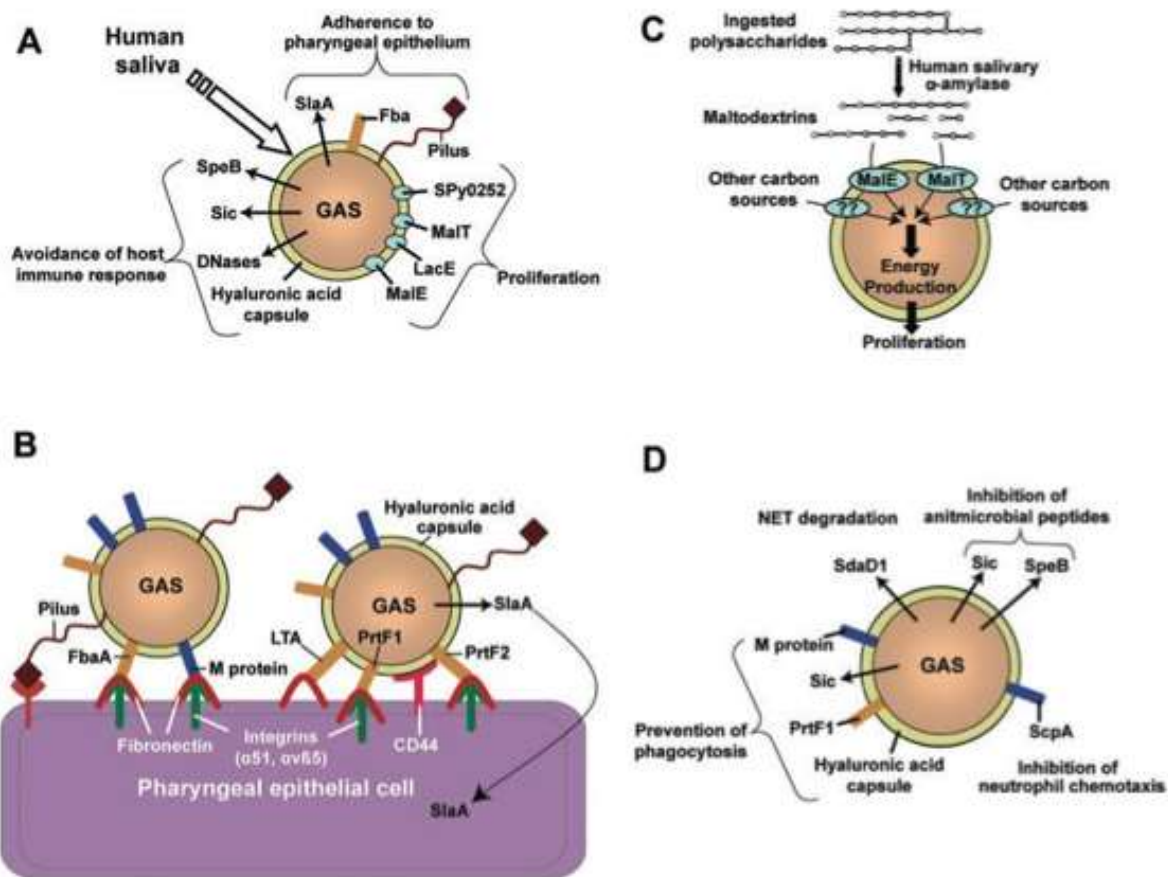 A
Human
saliva
Adherence to
pharyngeal epithelium
SlaA
Fba
Pilus
SpeB
Sic
DNases
Hyaluronic acid
capsule
GAS
SPy0252
MalT
LacE
MalE
Avoidance of host
immune response
Proliferation
C
Ingested
polysaccharides
Human salivary
α-amylase
Maltodextrins
MalE
MalT
Other carbon
sources
??
??
Other carbon
sources
Energy
Production
Proliferation
B
GAS
Pilus
FbaA
M protein
Hyaluronic acid
capsule
GAS
SlaA
LTA
PrtF1
PrtF2
Fibronectin
Integrins
(α51, αvß5)
CD44
Pharyngeal epithelial cell
SlaA
D
NET degradation
Inhibition of
anitmicrobial peptides
SdaD1
Sic
SpeB
M protein
GAS
Sic
PrtF1
Prevention of
phagocytosis
Hyaluronic acid
capsule
ScpA
Inhibition of
neutrophil chemotaxis